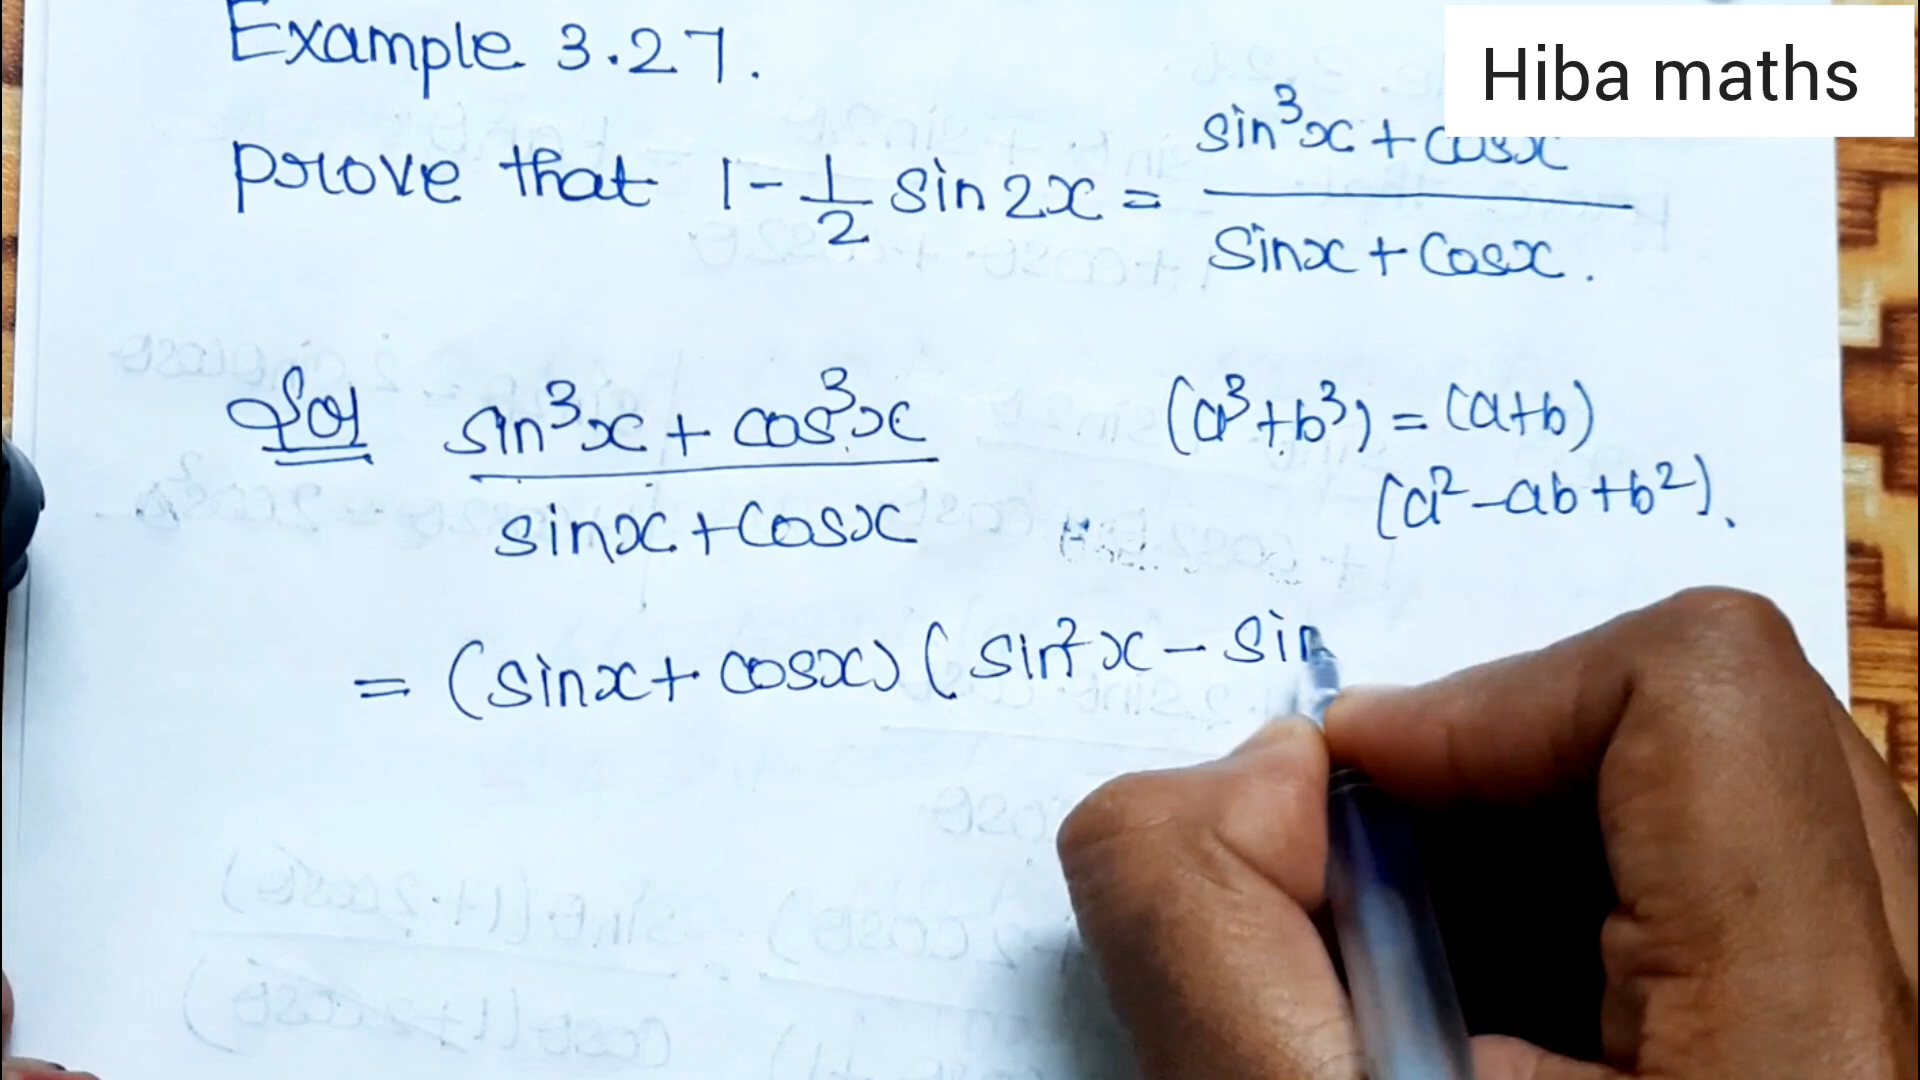 Example 3.27.
Hiba maths
prove that 1 - 1/2 sin 2x = sin³x + cosx / sinx + cosx.
Sol sin³x + cos³x / sinx + cosx
(a³+b³) = (a+b)
(a²-ab+b²).
= (sinx + cosx) (sin²x - sin